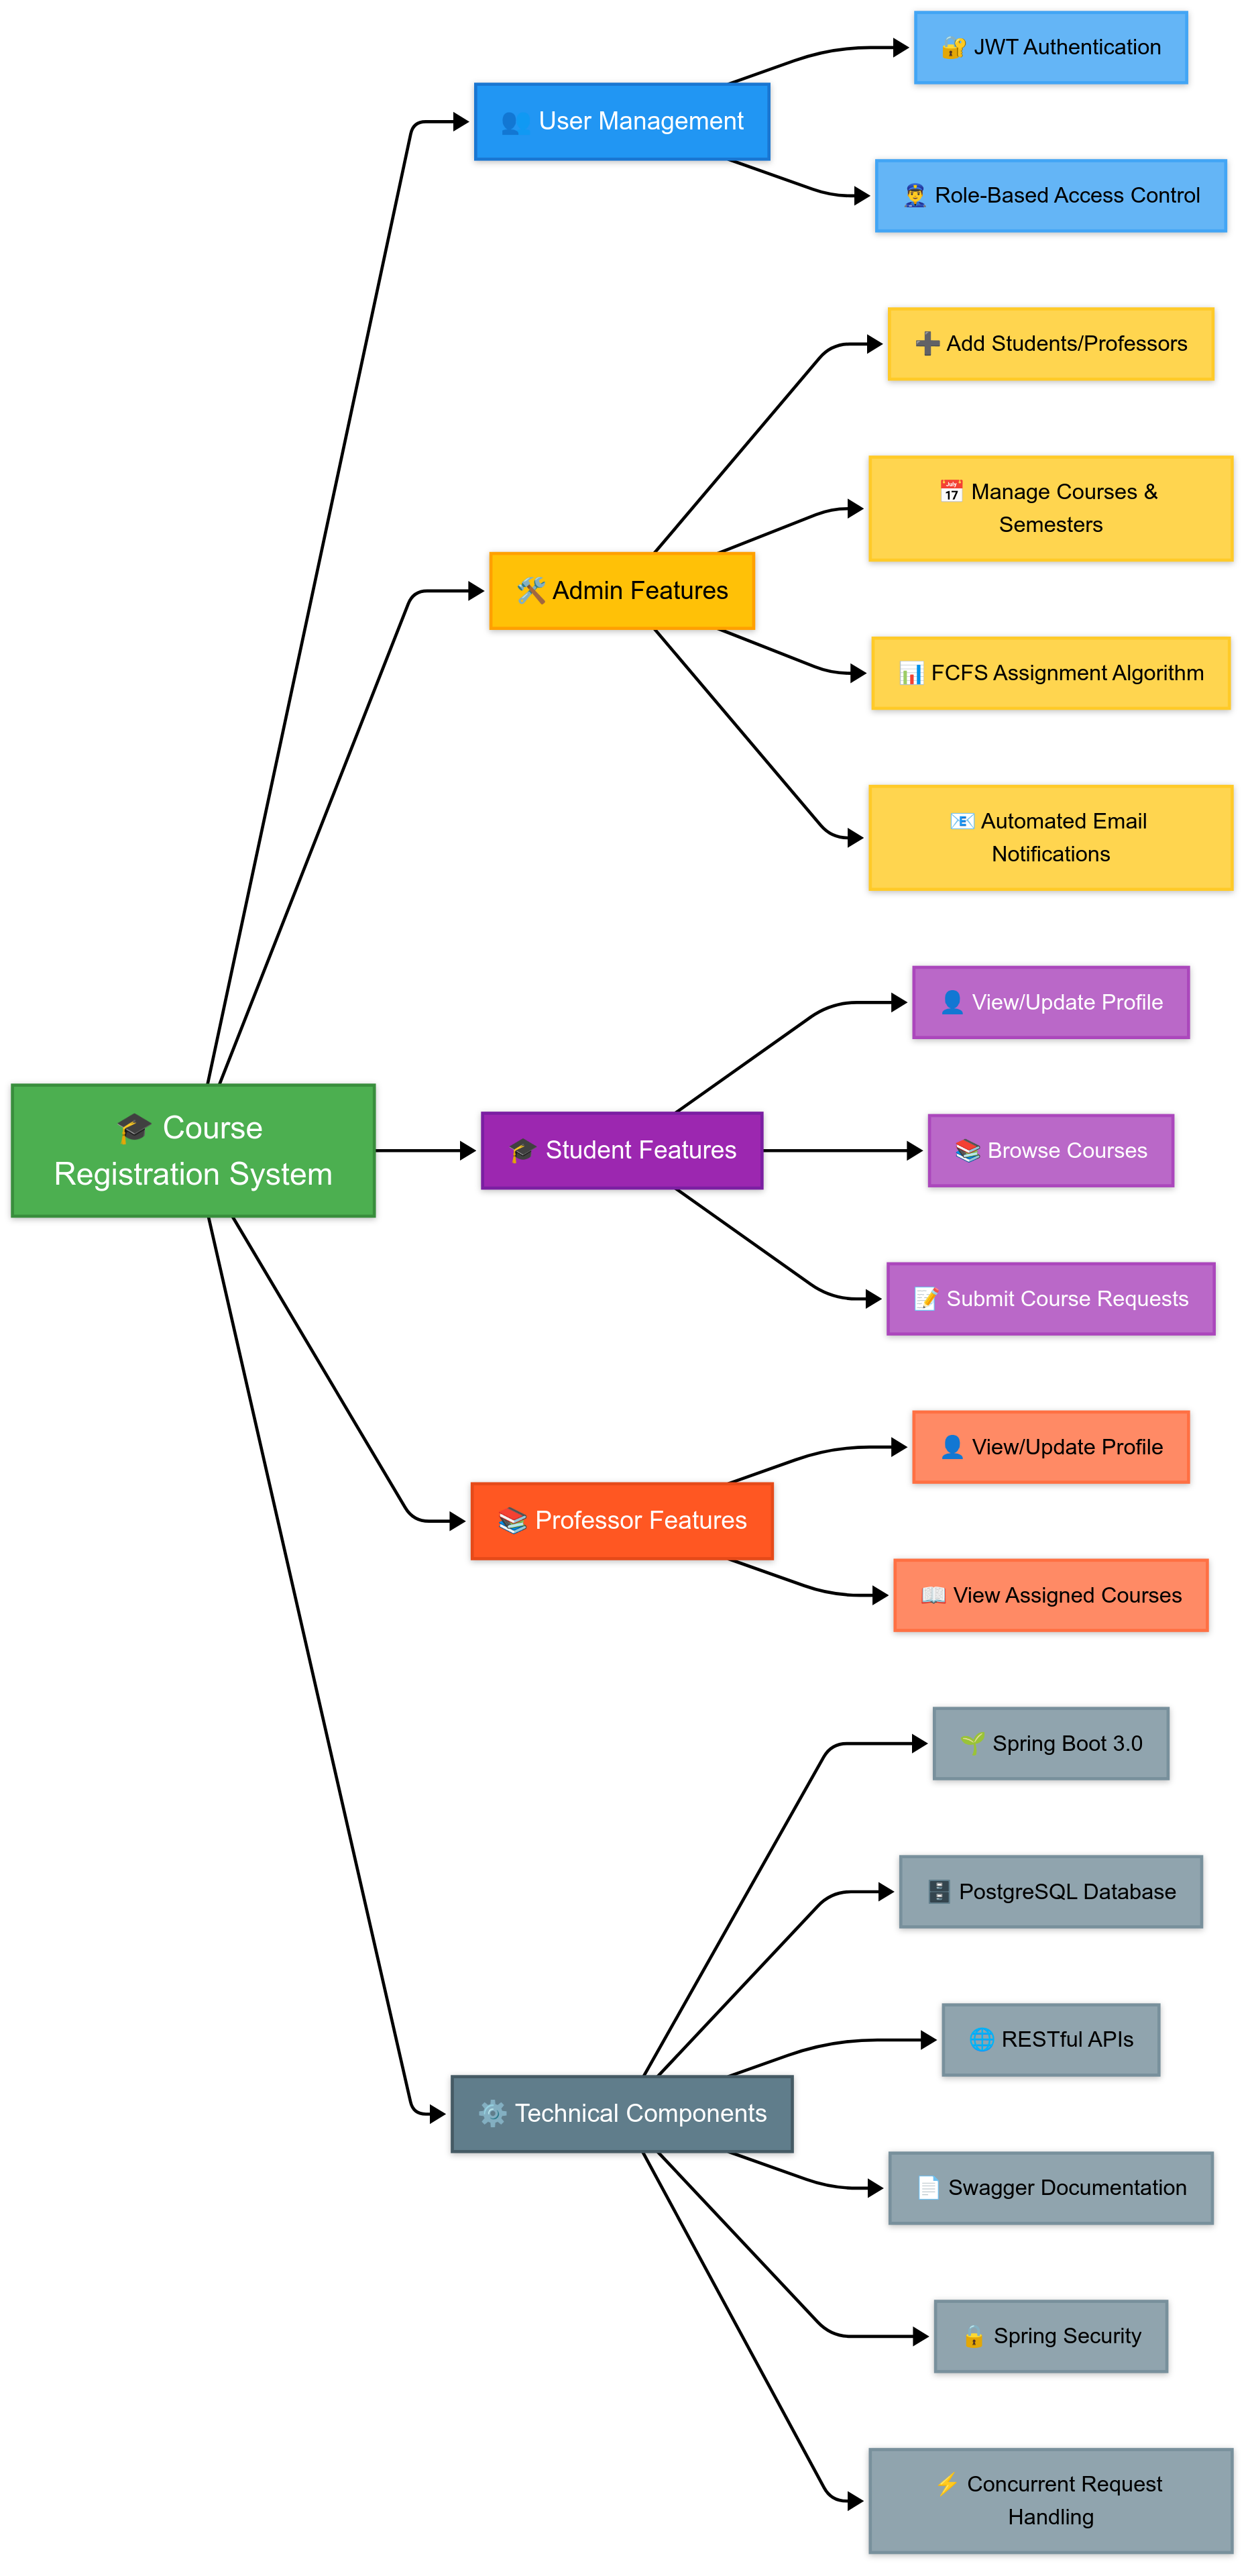 🎓 Course
Registration System
👥 User Management
🔐 JWT Authentication
👮 Role-Based Access Control
🛠️ Admin Features
➕ Add Students/Professors
📅 Manage Courses &
Semesters
📊 FCFS Assignment Algorithm
📧 Automated Email
Notifications
🎓 Student Features
👤 View/Update Profile
📚 Browse Courses
📝 Submit Course Requests
📚 Professor Features
👤 View/Update Profile
📖 View Assigned Courses
⚙️ Technical Components
🌱 Spring Boot 3.0
🗄️ PostgreSQL Database
🌐 RESTful APIs
📄 Swagger Documentation
🔒 Spring Security
⚡ Concurrent Request
Handling